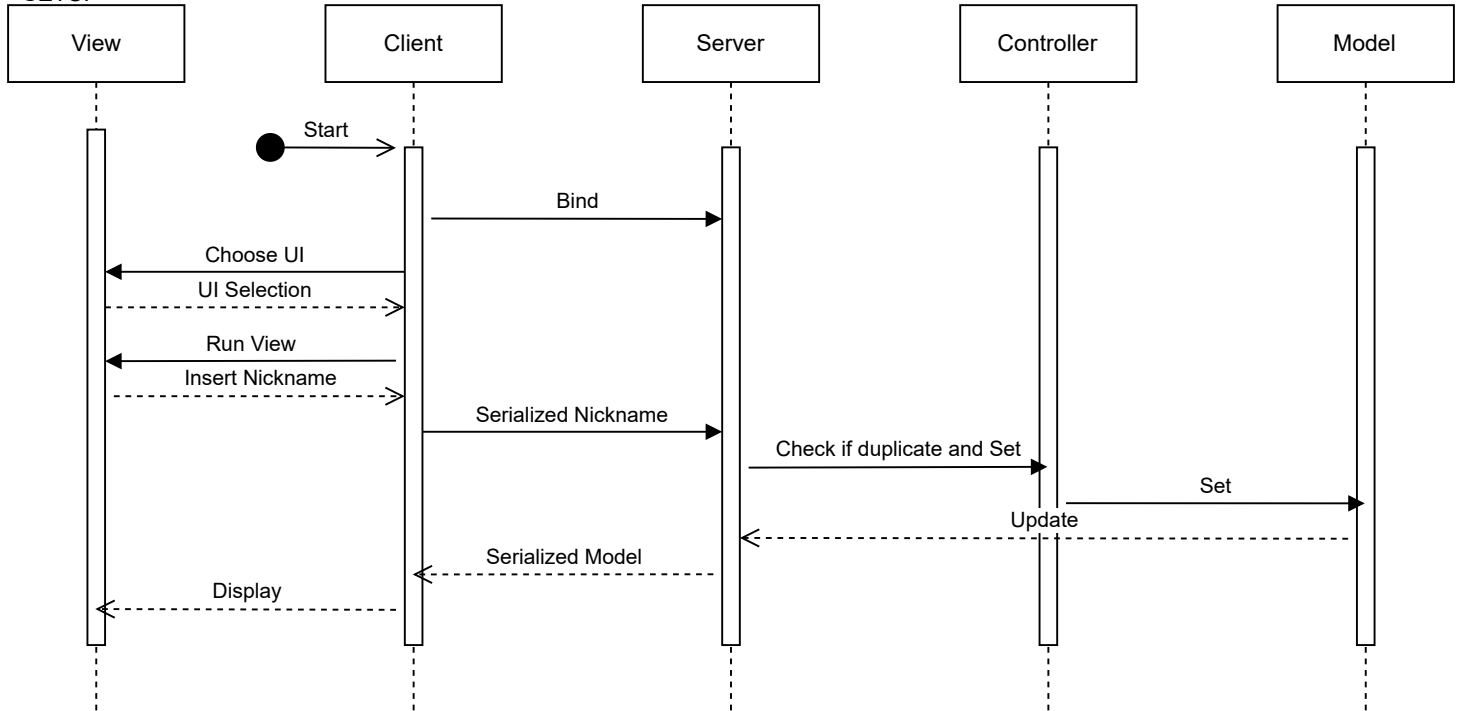 View
Client
Server
Controller
Model
Start
Bind
Choose UI
UI Selection
Run View
Insert Nickname
Serialized Nickname
Check if duplicate and Set
Set
Update
Serialized Model
Display